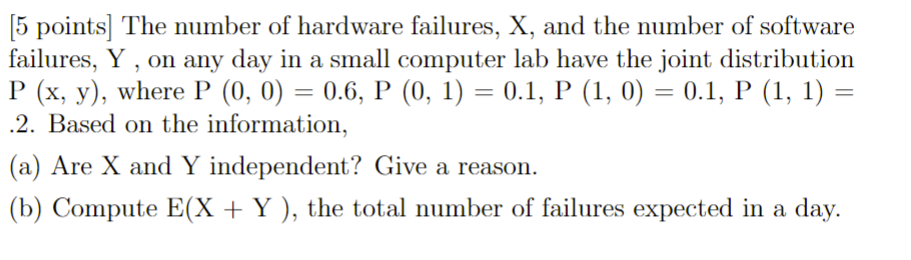 [5 points] The number of hardware failures, X, and the number of software
failures, Y , on any day in a small computer lab have the joint distribution
P (x, y), where P (0, 0) = 0.6, P (0, 1) = 0.1, P (1, 0) = 0.1, P (1, 1) =
.2. Based on the information,
(a) Are X and Y independent? Give a reason.
(b) Compute E(X + Y ), the total number of failures expected in a day.